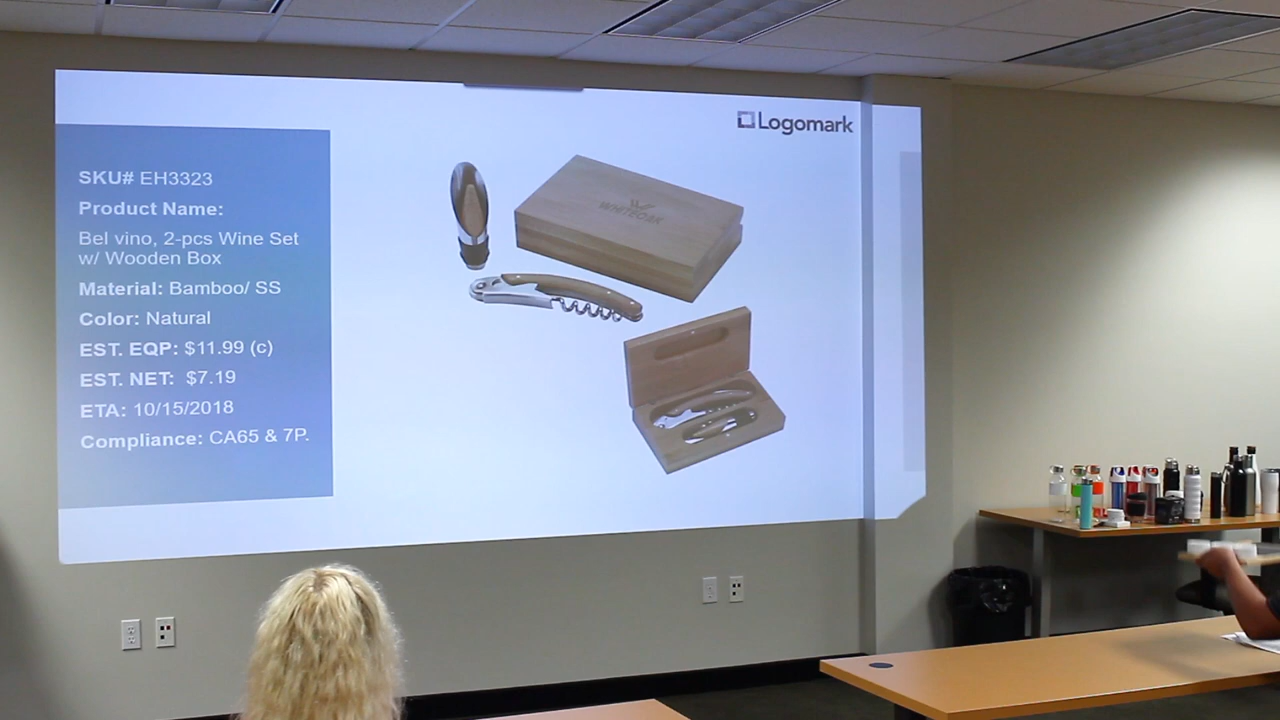 Logomark
SKU# EH3323
Product Name:
Bel vino, 2-pcs Wine Set
w/ Wooden Box
Material: Bamboo/ SS
Color: Natural
EST. EQP: $11.99 (c)
EST. NET: $7.19
ETA: 10/15/2018
Compliance: CA65 & 7P.
WHITEOAK